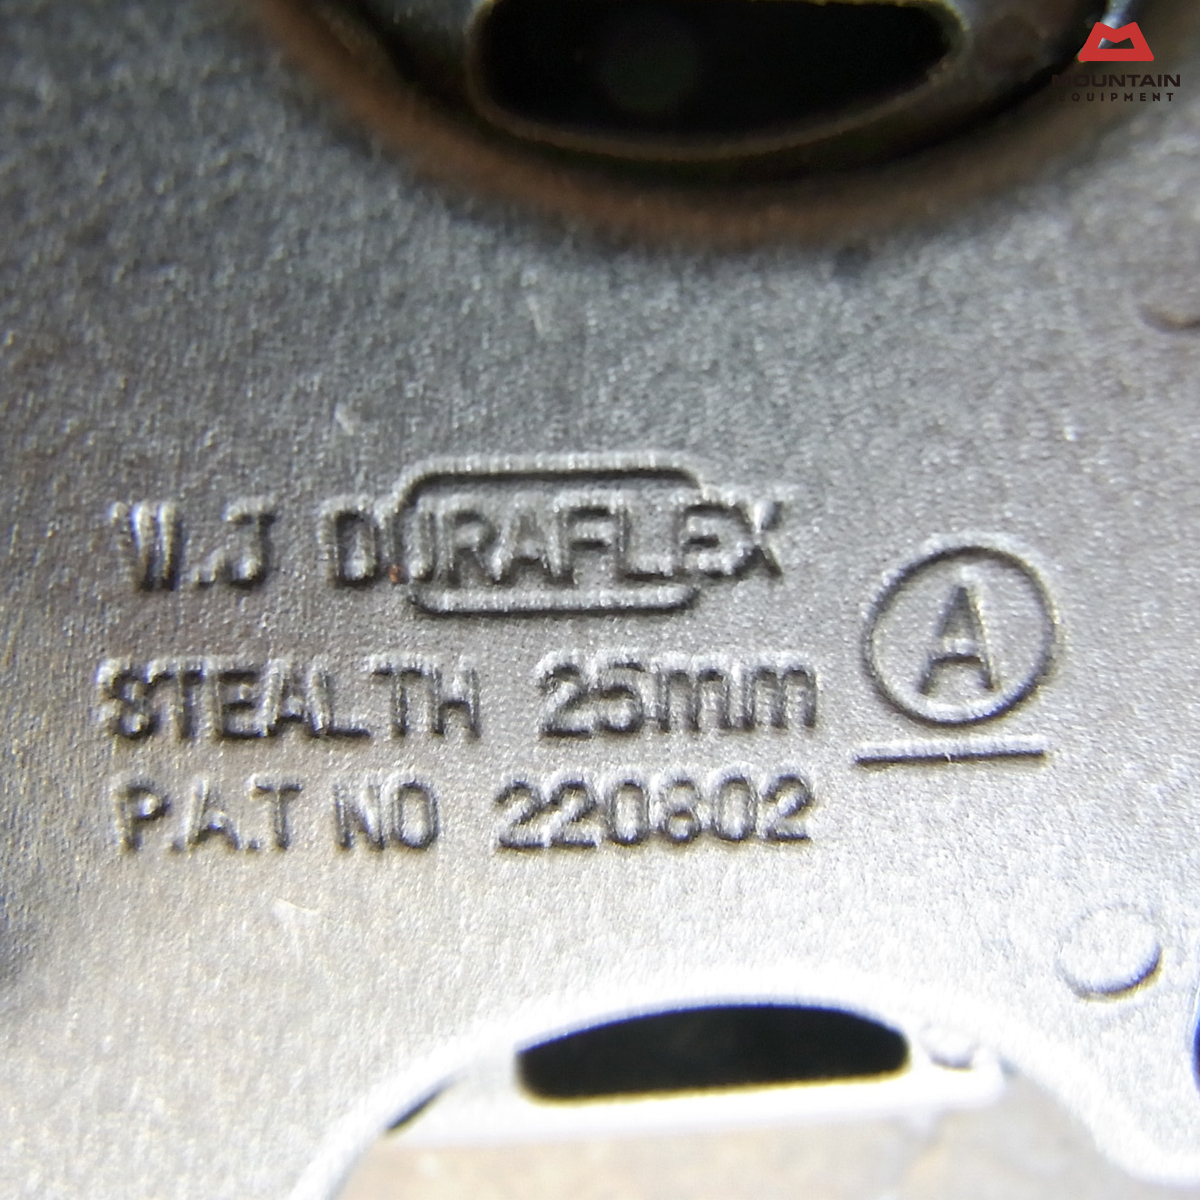 MOUNTAIN
EQUIPMENT
W.J DURAFLEX
STEALTH 25mm
A
P.A.T NO 220802